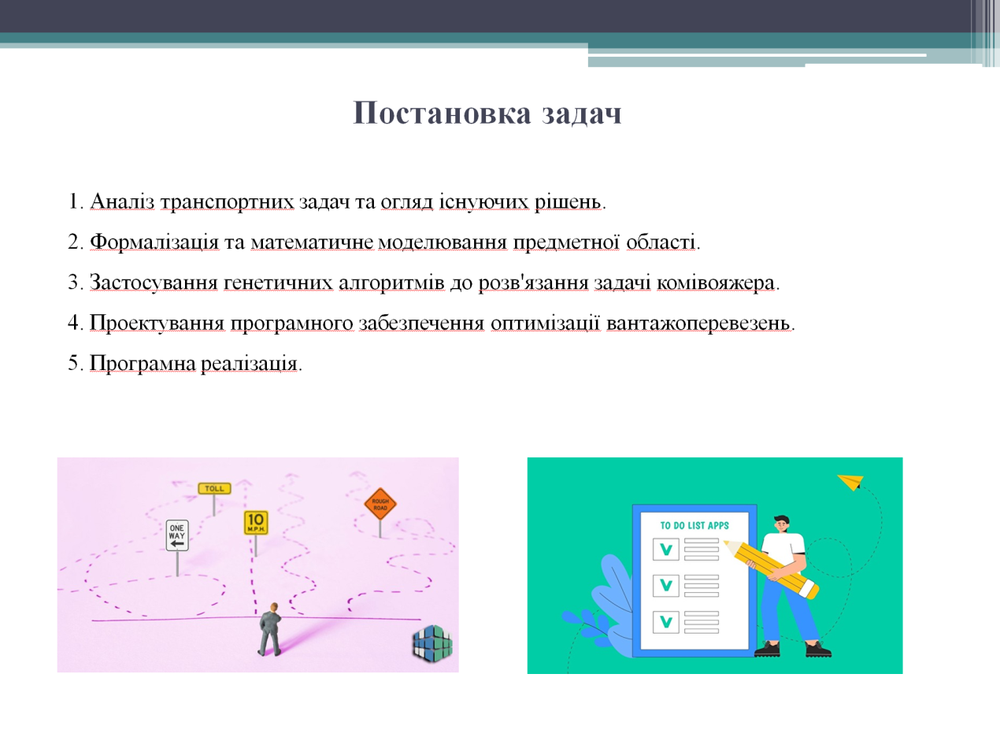 Постановка задач
1. Аналіз транспортних задач та огляд існуючих рішень.
2. Формалізація та математичне моделювання предметної області.
3. Застосування генетичних алгоритмів до розв'язання задачі комівояжера.
4. Проектування програмного забезпечення оптимізації вантажоперевезень.
5. Програмна реалізація.
TOLL
ONE
WAY
10
M.P.H.
ROUGH
ROAD
TO DO LIST APPS
V
V
V